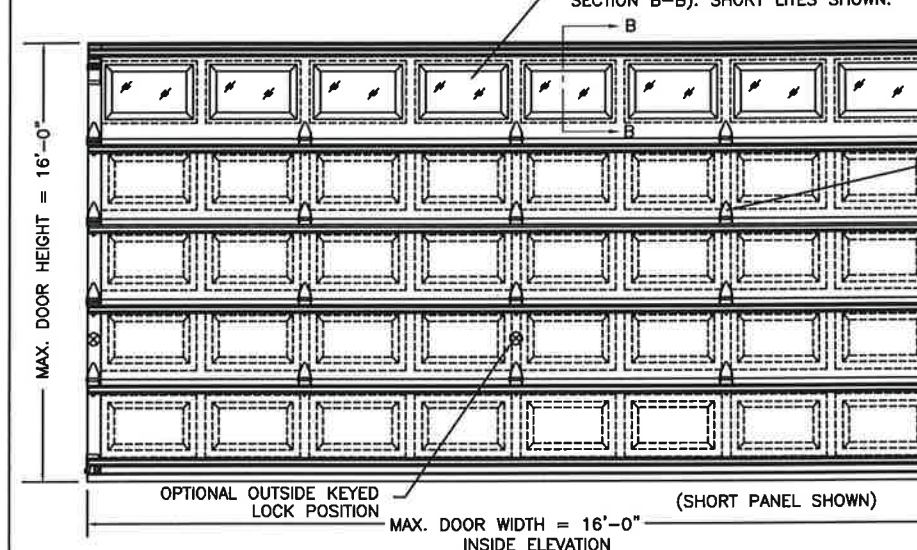 SECTION B-B). SHORT LITES SHOWN.
B
B
MAX. DOOR HEIGHT = 16'-0"
OPTIONAL OUTSIDE KEYED
LOCK POSITION
(SHORT PANEL SHOWN)
MAX. DOOR WIDTH = 16'-0"
INSIDE ELEVATION